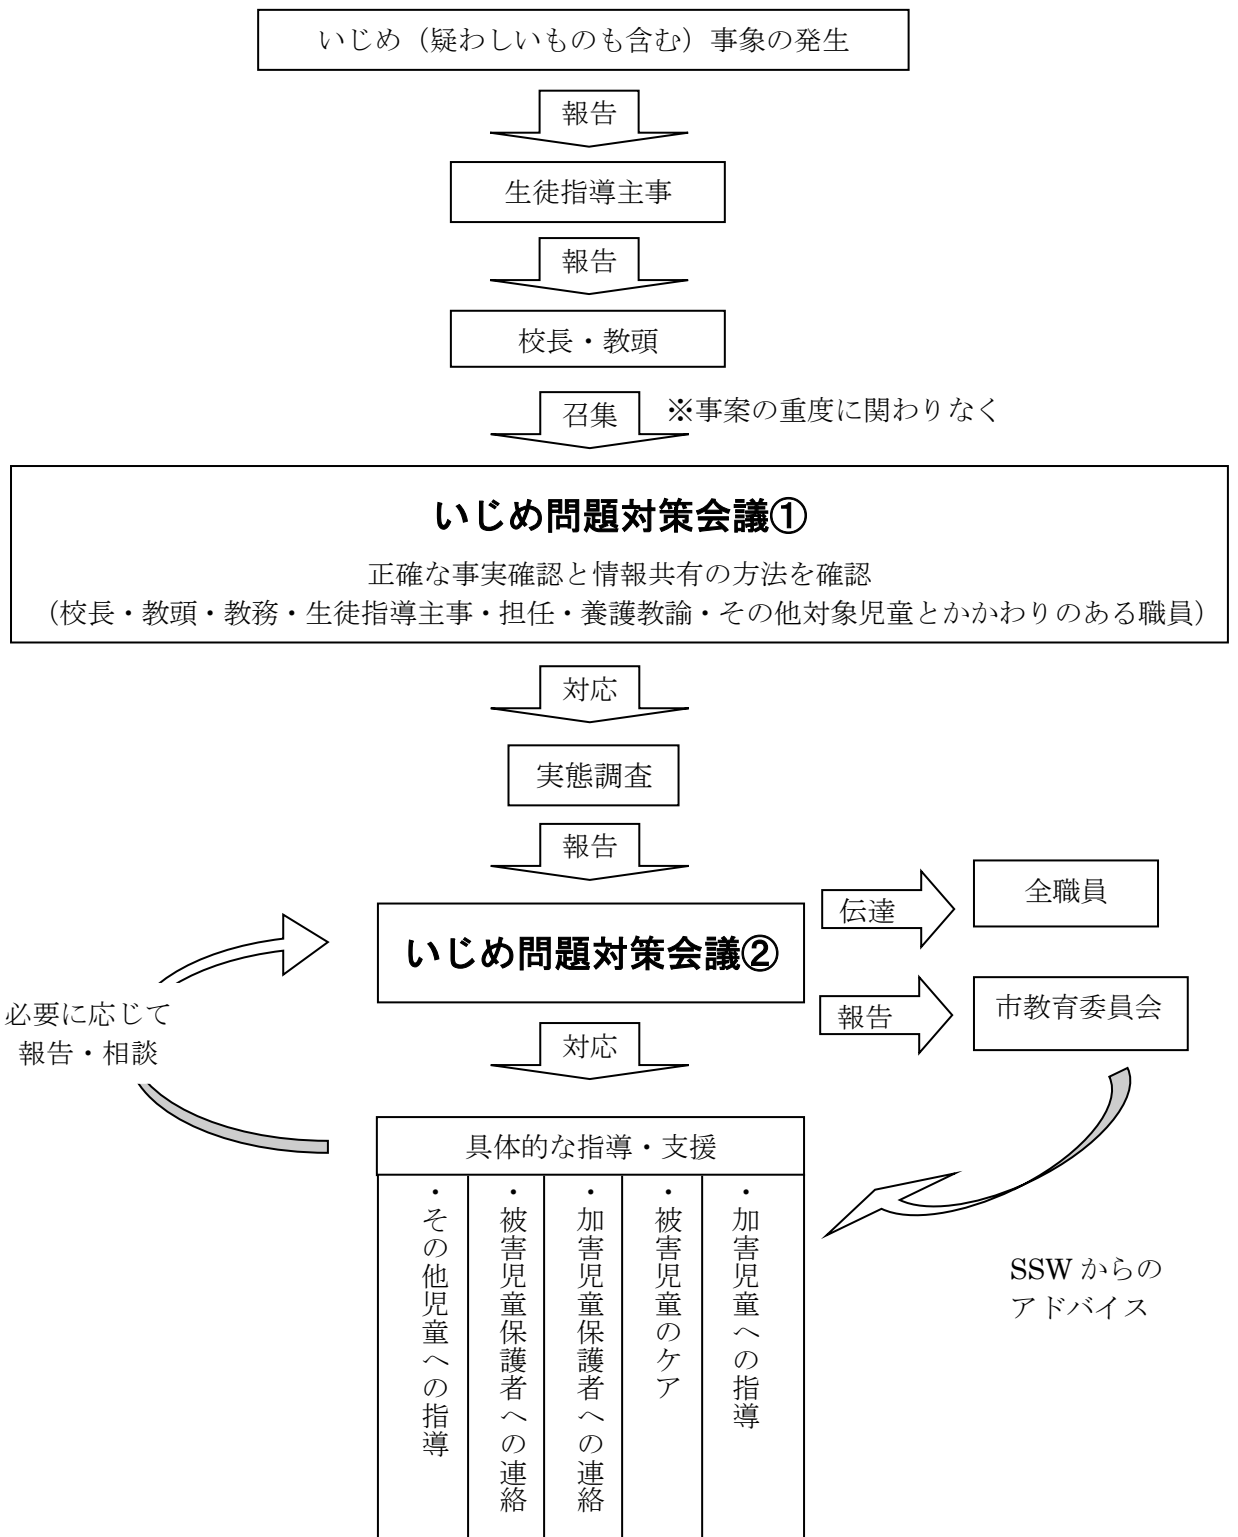 いじめ（疑わしいものも含む）事象の発生
報告
生徒指導主事
報告
校長・教頭
召集
※事案の重度に関わりなく
いじめ問題対策会議①
正確な事実確認と情報共有の方法を確認
（校長・教頭・教務・生徒指導主事・担任・養護教諭・その他対象児童とかかわりのある職員）
対応
実態調査
報告
いじめ問題対策会議②
伝達
全職員
報告
市教育委員会
必要に応じて
報告・相談
対応
具体的な指導・支援
・加害児童への指導
・被害児童のケア
・加害児童保護者への連絡
・被害児童保護者への連絡
・その他児童への指導
SSW からの
アドバイス